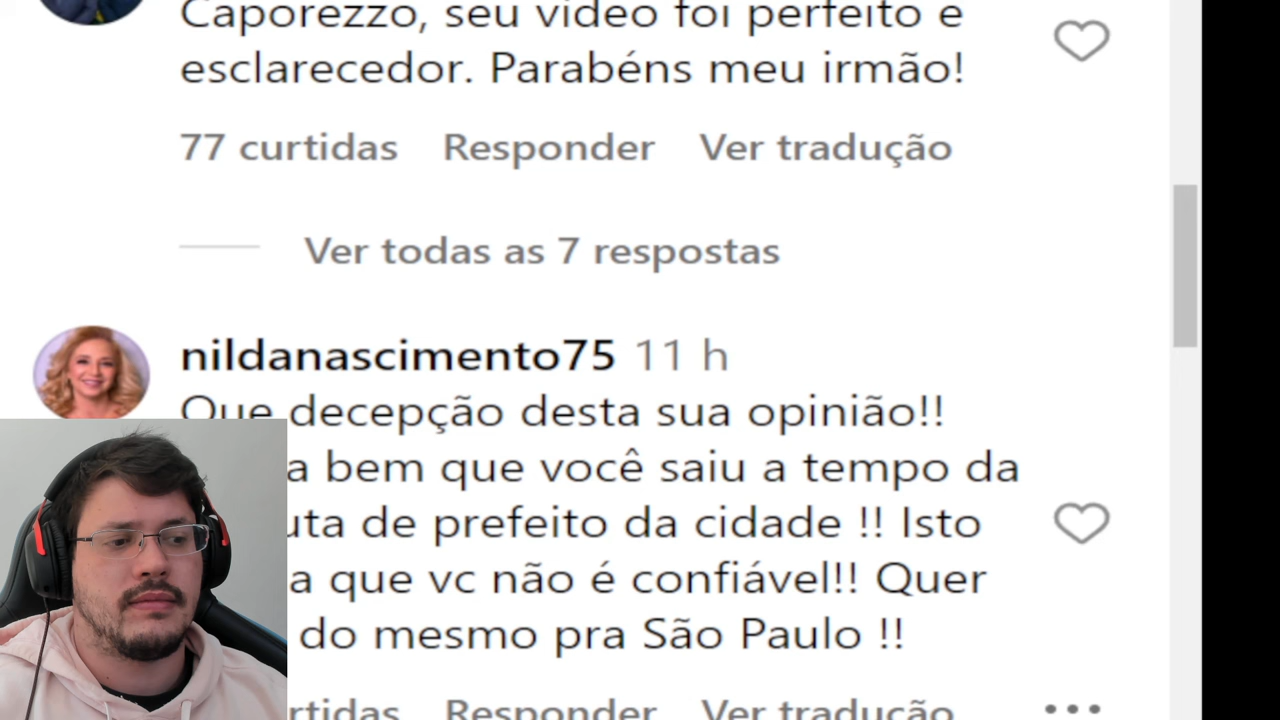 Caporezzo, seu vídeo foi perfeito e
esclarecedor. Parabéns meu irmão!
77 curtidas Responder Ver tradução
Ver todas as 7 respostas
nildanascimento75 11 h
Que decepção desta sua opinião!!
a bem que você saiu a tempo da
uta de prefeito da cidade !! Isto
a que vc não é confiável!! Quer
do mesmo pra São Paulo !!
rtidas Responder Ver tradução